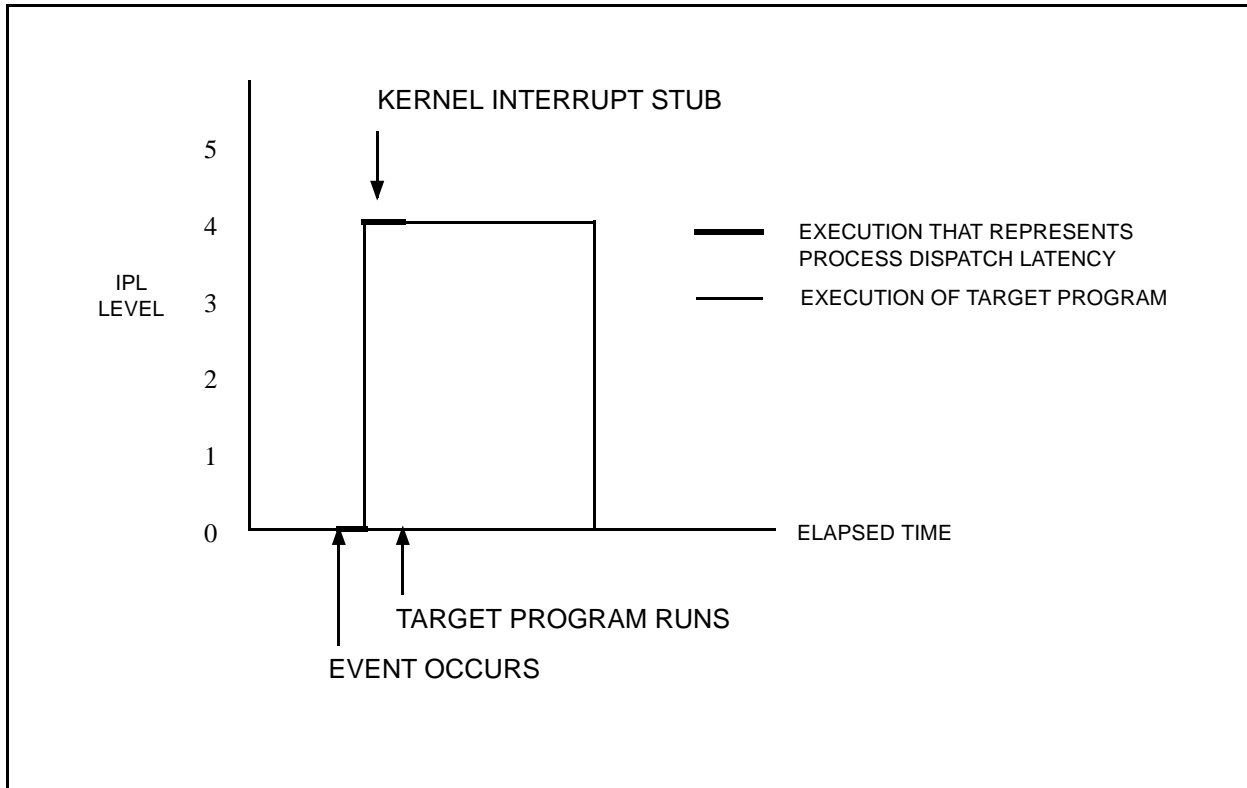 KERNEL INTERRUPT STUB
5
4
3
2
1
0
IPL
LEVEL
EXECUTION THAT REPRESENTS
PROCESS DISPATCH LATENCY
EXECUTION OF TARGET PROGRAM
ELAPSED TIME
TARGET PROGRAM RUNS
EVENT OCCURS